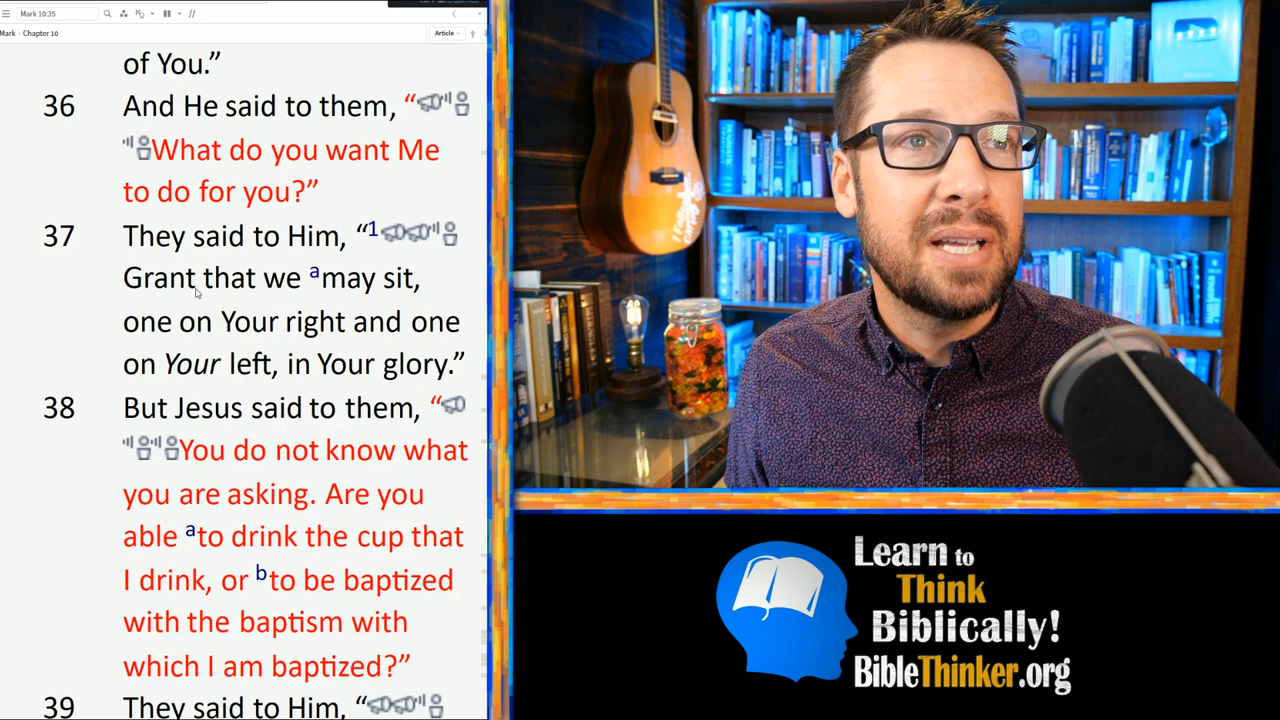 Mark 10:35
Mark › Chapter 10
Article
of You.”
36 And He said to them, “
What do you want Me
to do for you?”
37 They said to Him, “1
Grant that we amay sit,
one on Your right and one
on Your left, in Your glory.”
38 But Jesus said to them, “
You do not know what
you are asking. Are you
able ato drink the cup that
I drink, or bto be baptized
with the baptism with
which I am baptized?”
39 They said to Him, “
Learn to
Think
Biblically!
BibleThinker.org